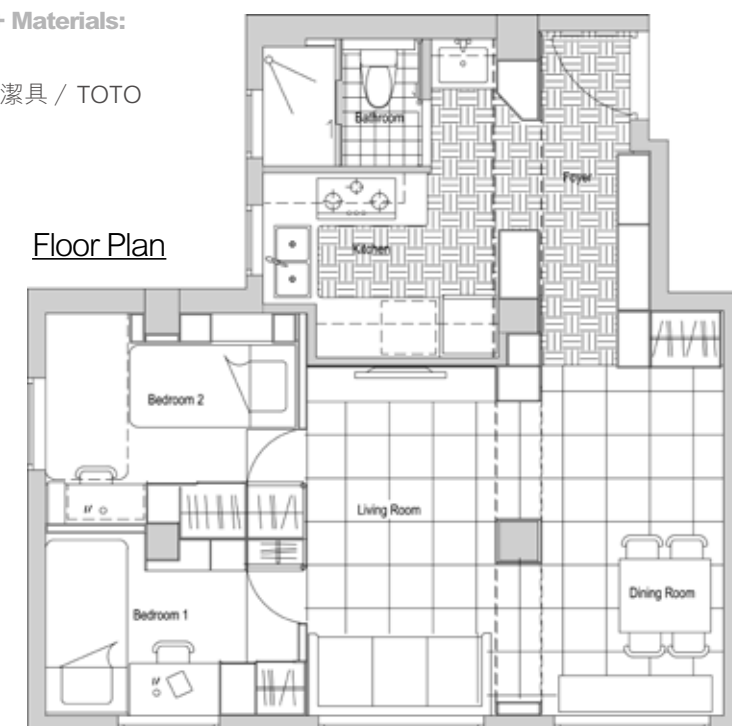 - Materials:
潔具 / TOTO
Bathroom
Foyer
Kitchen
Floor Plan
Bedroom 2
Living Room
Dining Room
Bedroom 1